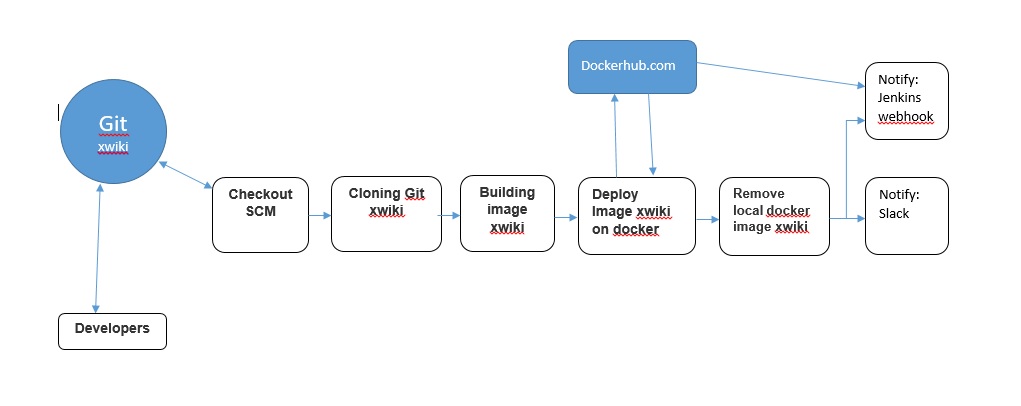 Dockerhub.com
Notify:
Jenkins
webhook
Git
xwiki
Checkout
SCM
Cloning Git
xwiki
Building
image
xwiki
Deploy
Image xwiki
on docker
Remove
local docker
image xwiki
Notify:
Slack
Developers